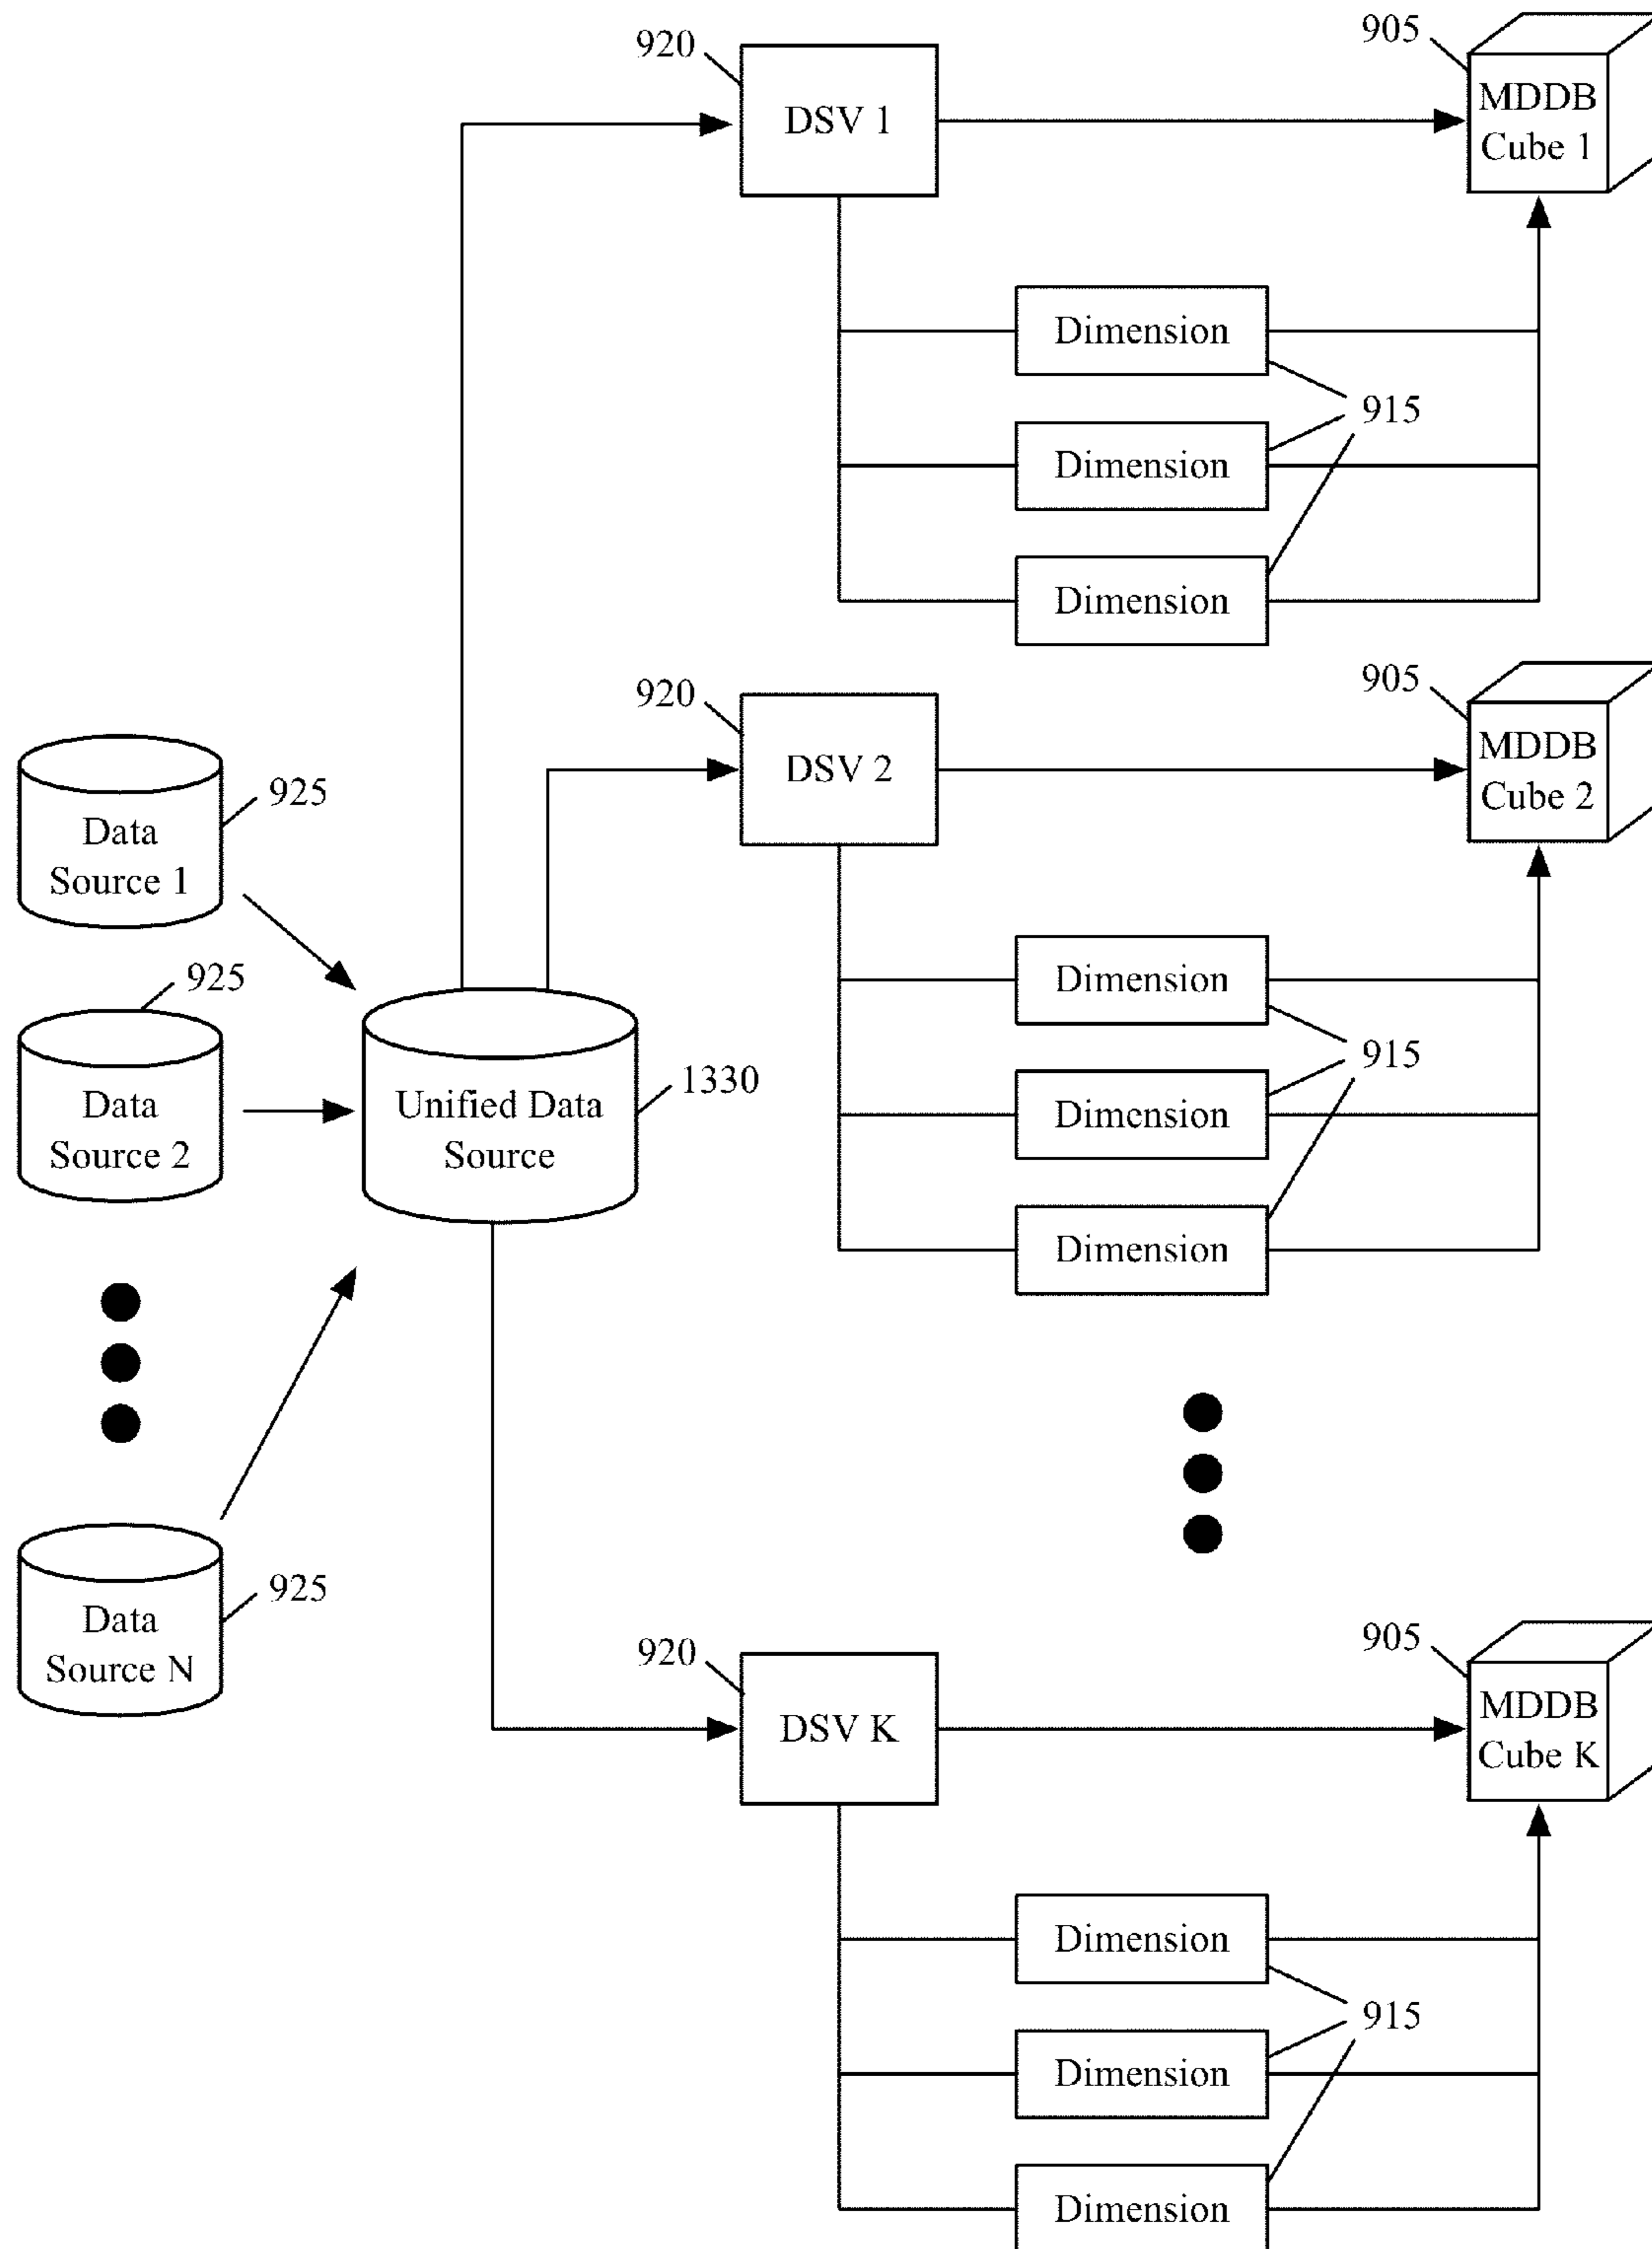 920
905
DSV 1
MDDB
Cube 1
Dimension
915
Dimension
Dimension
920
905
DSV 2
MDDB
Cube 2
925
Data
Source 1
Dimension
925
915
Data
Source 2
Unified Data
Source
1330
Dimension
Dimension
925
Data
Source N
920
905
DSV K
MDDB
Cube K
Dimension
915
Dimension
Dimension